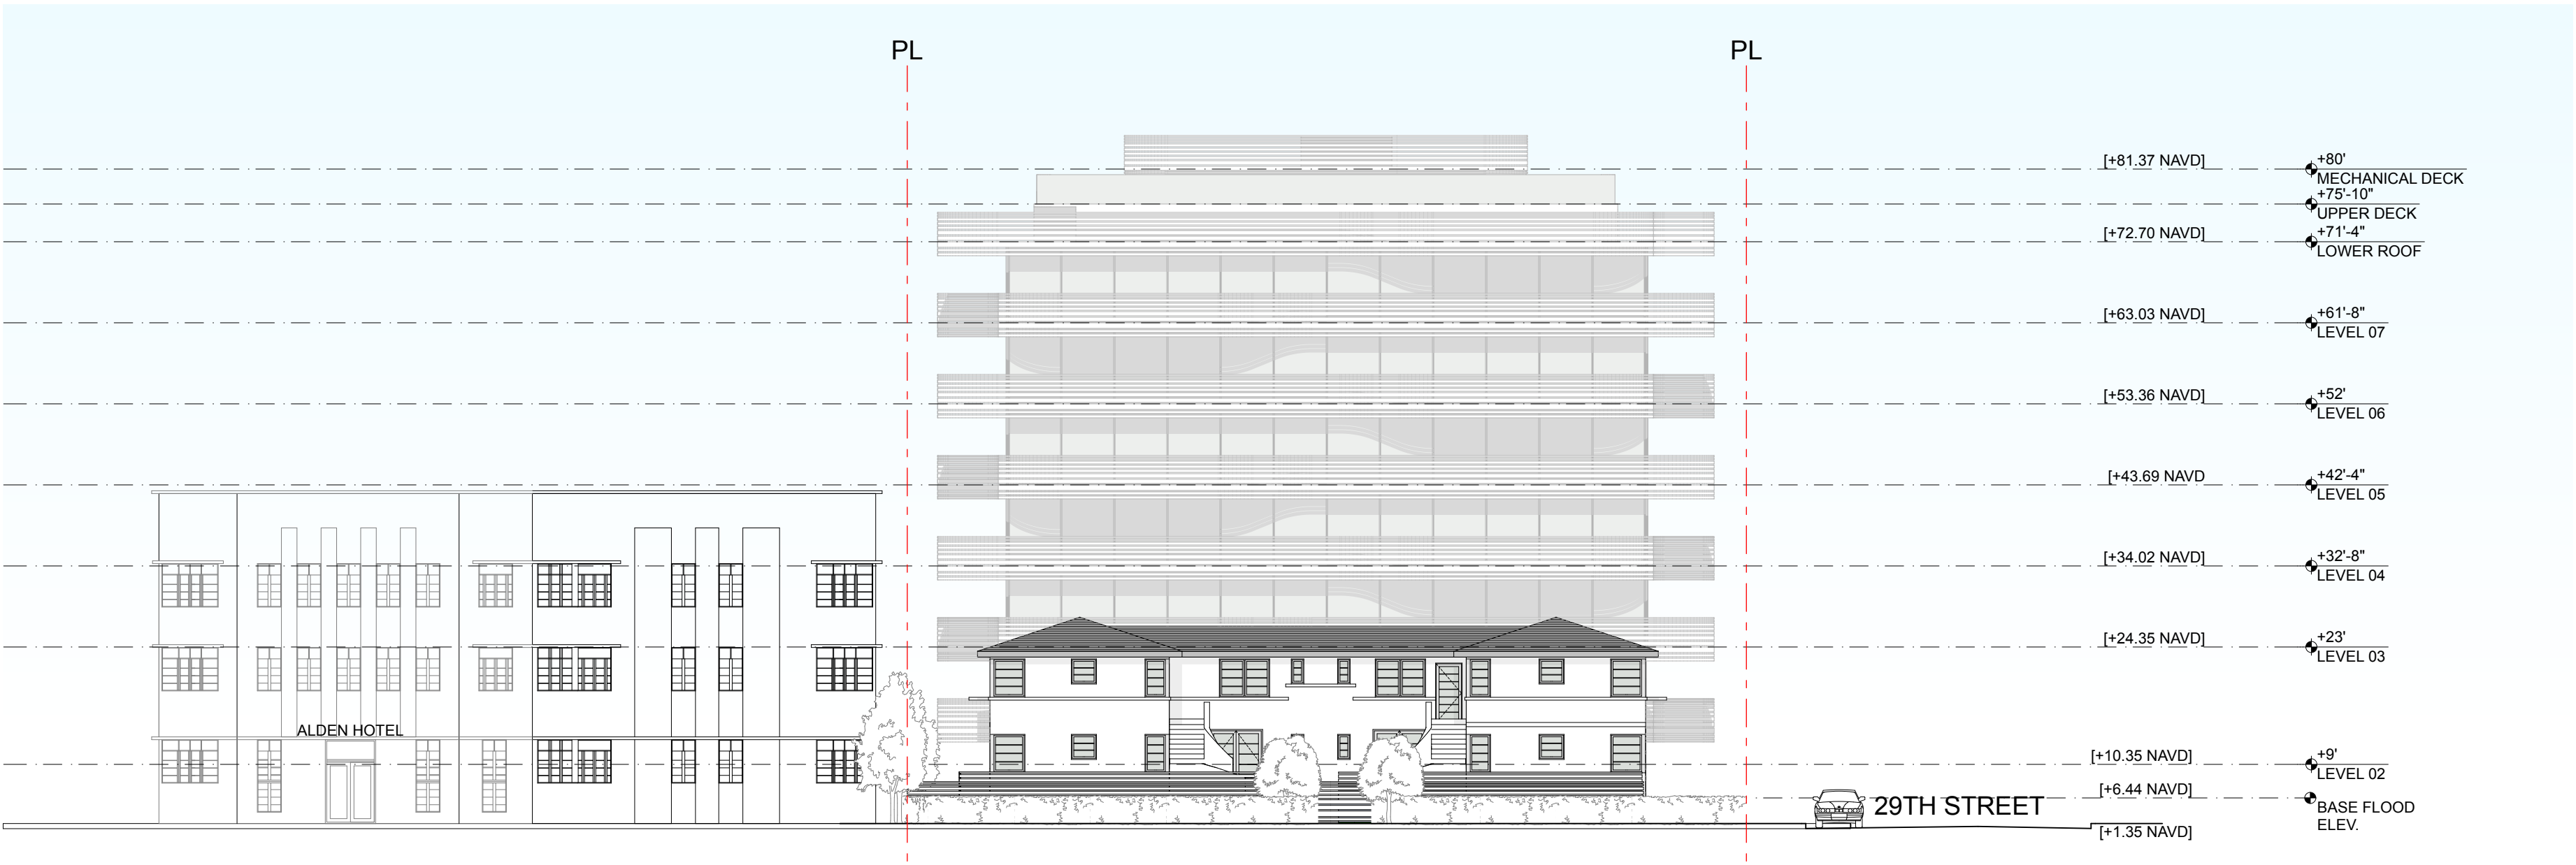 PL
PL
[+81.37 NAVD]
+80'
MECHANICAL DECK
+75'-10"
UPPER DECK
[+72.70 NAVD]
+71'-4"
LOWER ROOF
[+63.03 NAVD]
+61'-8"
LEVEL 07
[+53.36 NAVD]
+52'
LEVEL 06
[+43.69 NAVD
+42'-4"
LEVEL 05
[+34.02 NAVD]
+32'-8"
LEVEL 04
[+24.35 NAVD]
+23'
LEVEL 03
ALDEN HOTEL
[+10.35 NAVD]
+9'
LEVEL 02
[+6.44 NAVD]
BASE FLOOD
ELEV.
29TH STREET
[+1.35 NAVD]